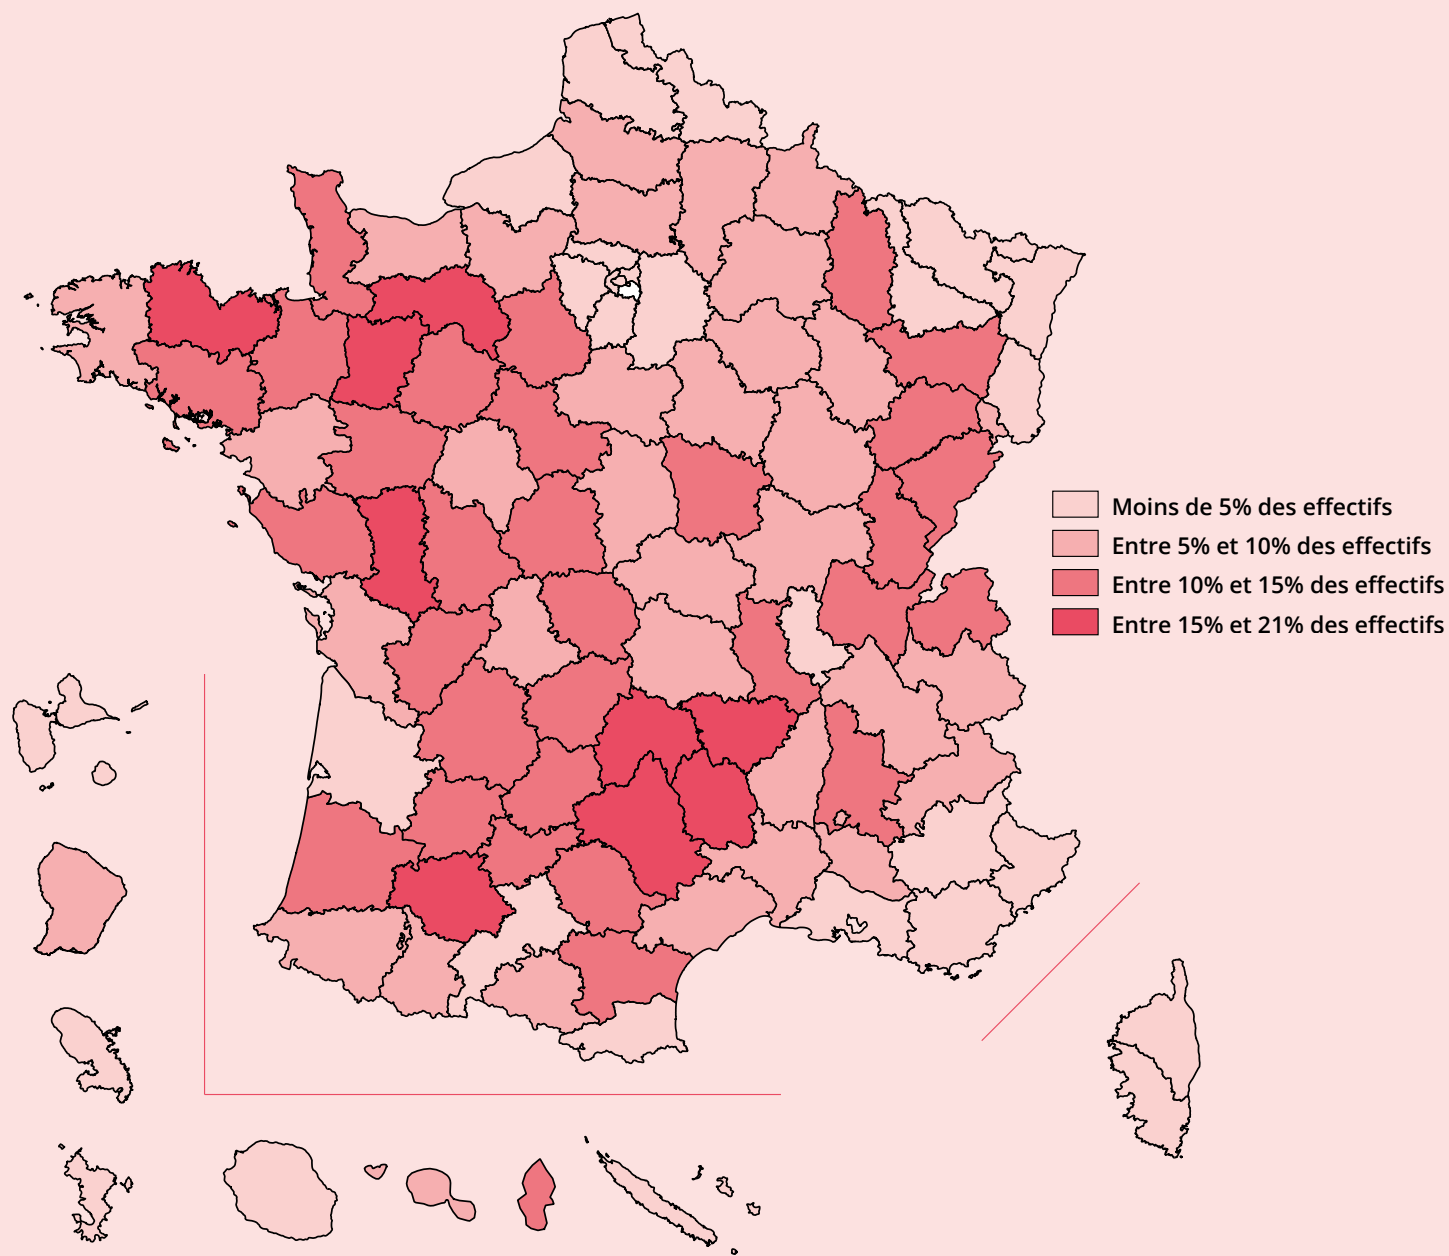 Moins de 5% des effectifs
Entre 5% et 10% des effectifs
Entre 10% et 15% des effectifs
Entre 15% et 21% des effectifs